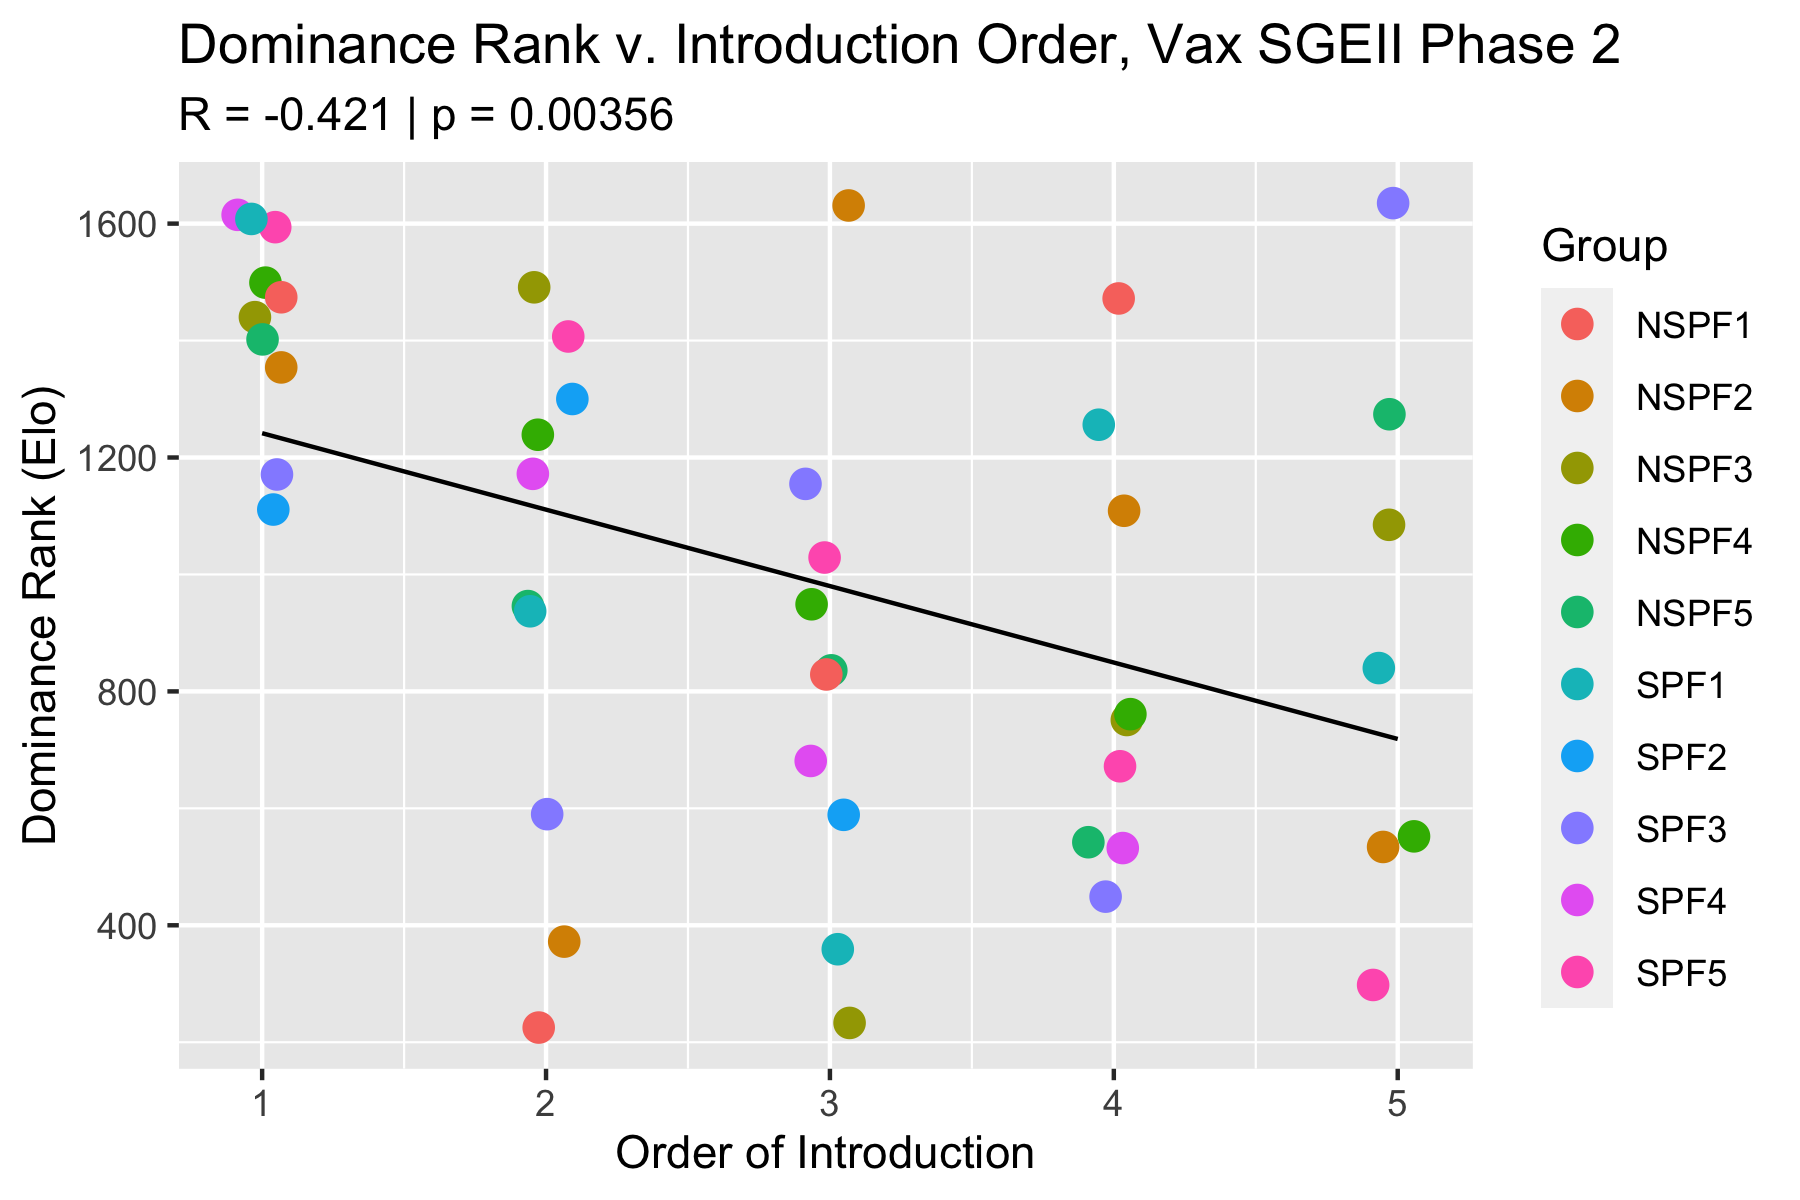 Dominance Rank v. Introduction Order, Vax SGEII Phase 2
R = -0.421 | p = 0.00356
Dominance Rank (Elo)
1600
1200
800
400
1 2 3 4 5
Order of Introduction
Group
NSPF1
NSPF2
NSPF3
NSPF4
NSPF5
SPF1
SPF2
SPF3
SPF4
SPF5